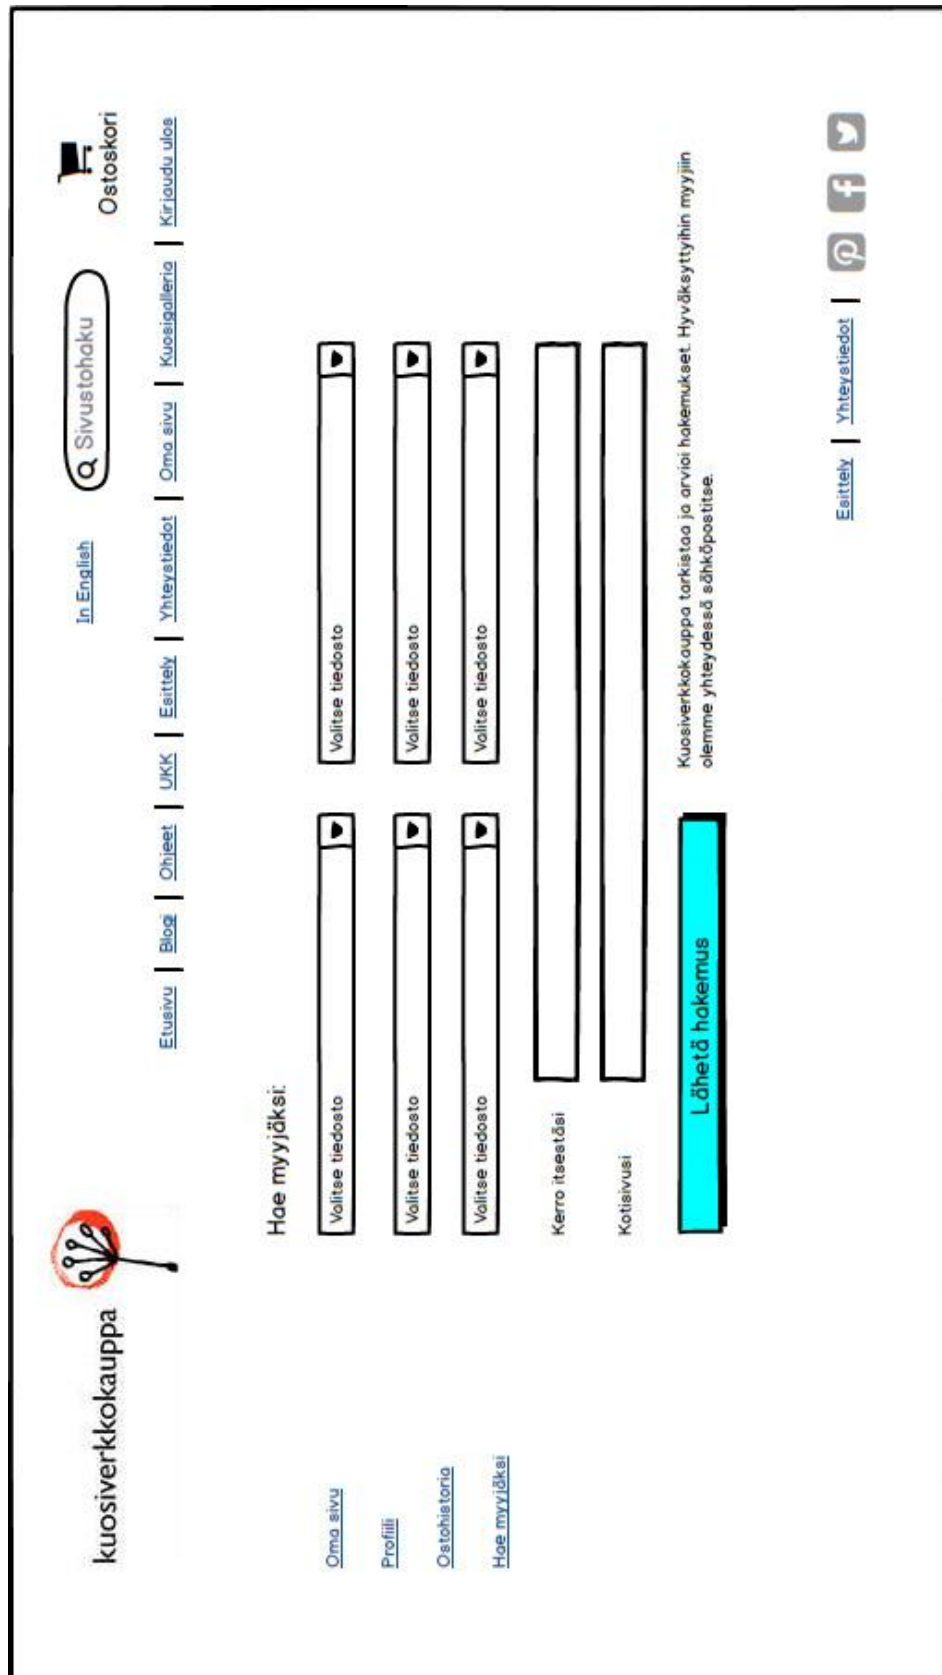 kuosiverkkokauppa
In English
Sivustohaku
Ostoskori
Etusivu | Blogi | Ohjeet | UKK | Esittely | Yhteystiedot | Oma sivu | Kuosigalleria | Kirjaudu ulos
Oma sivu
Profiili
Ostohistoria
Hae myyjäksi
Hae myyjäksi:
Valitse tiedosto Valitse tiedosto
Valitse tiedosto Valitse tiedosto
Valitse tiedosto Valitse tiedosto
Kerro itsestäsi
Kotisivusi
Lähetä hakemus
Kuosiverkkokauppa tarkistaa ja arvioi hakemukset. Hyväksyttyihin myyjiin
olemme yhteydessä sähköpostitse.
Esittely | Yhteystiedot |